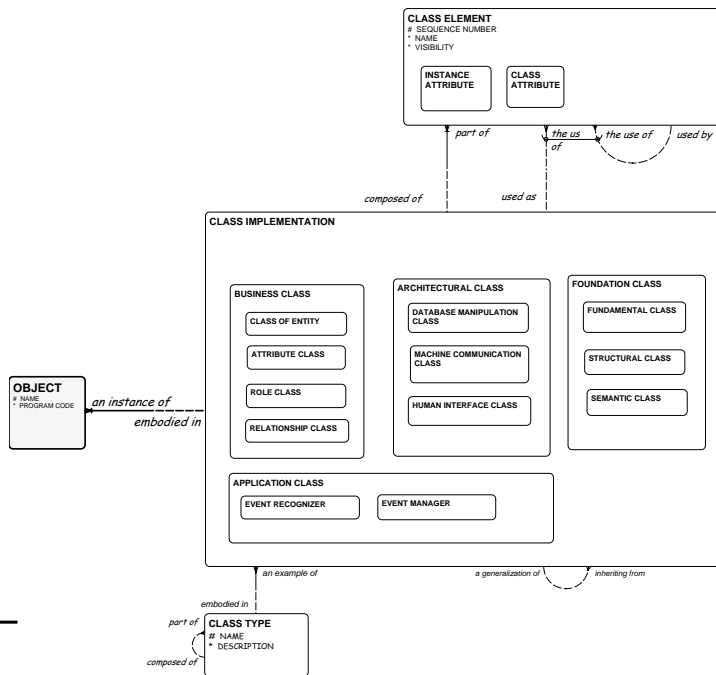 CLASS ELEMENT
# SEQUENCE NUMBER
* NAME
* VISIBILITY
INSTANCE
ATTRIBUTE
CLASS
ATTRIBUTE
part of
the us
of
the use of
used by
composed of
used as
CLASS IMPLEMENTATION
BUSINESS CLASS
CLASS OF ENTITY
ATTRIBUTE CLASS
ROLE CLASS
RELATIONSHIP CLASS
ARCHITECTURAL CLASS
DATABASE MANIPULATION
CLASS
MACHINE COMMUNICATION
CLASS
HUMAN INTERFACE CLASS
FOUNDATION CLASS
FUNDAMENTAL CLASS
STRUCTURAL CLASS
SEMANTIC CLASS
OBJECT
# NAME
* PROGRAM CODE
an instance of
embodied in
APPLICATION CLASS
EVENT RECOGNIZER
EVENT MANAGER
an example of
a generalization of
inheriting from
embodied in
part of
composed of
CLASS TYPE
# NAME
* DESCRIPTION